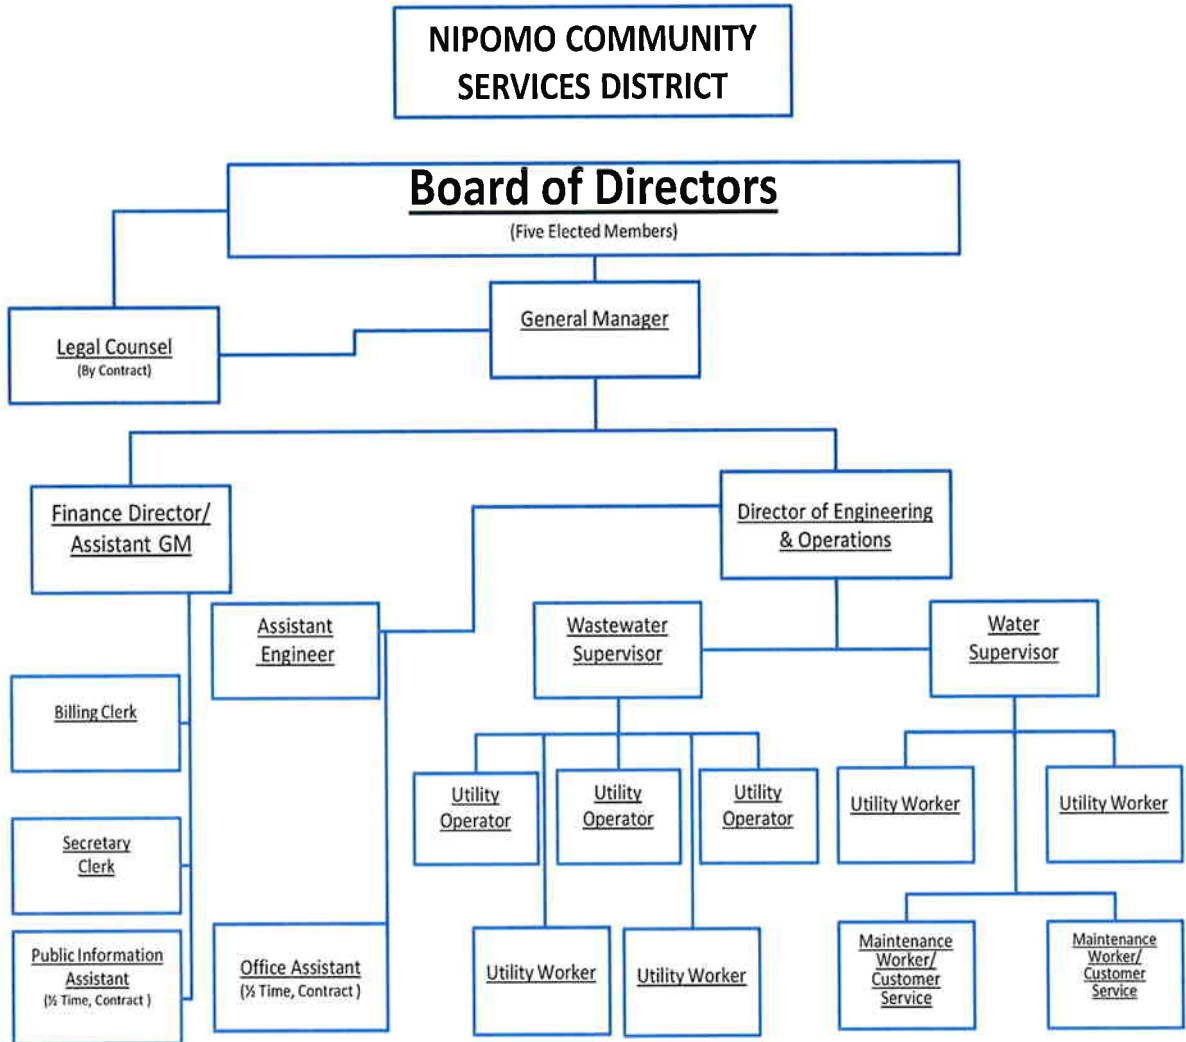 NIPOMO COMMUNITY
SERVICES DISTRICT
Board of Directors
(Five Elected Members)
General Manager
Legal Counsel
(By Contract)
Finance Director/
Assistant GM
Director of Engineering
& Operations
Assistant
Engineer
Wastewater
Supervisor
Water
Supervisor
Billing Clerk
Utility
Operator
Utility
Operator
Utility
Operator
Utility Worker
Utility Worker
Secretary
Clerk
Public Information
Assistant
(½ Time, Contract )
Office Assistant
(½ Time, Contract )
Utility Worker
Utility Worker
Maintenance
Worker/
Customer
Service
Maintenance
Worker/
Customer
Service